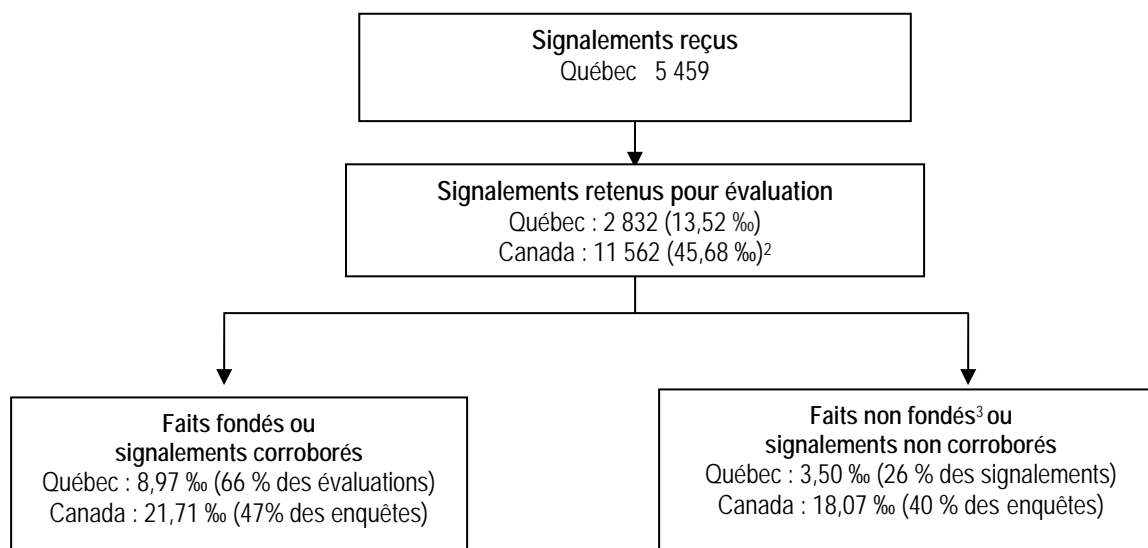 Signalements reçus
Québec 5 459
Signalements retenus pour évaluation
Québec : 2 832 (13,52 ‰)
Canada : 11 562 (45,68 ‰)²
Faits fondés ou
signalements corroborés
Québec : 8,97 ‰ (66 % des évaluations)
Canada : 21,71 ‰ (47% des enquêtes)
Faits non fondés³ ou
signalements non corroborés
Québec : 3,50 ‰ (26 % des signalements)
Canada : 18,07 ‰ (40 % des enquêtes)